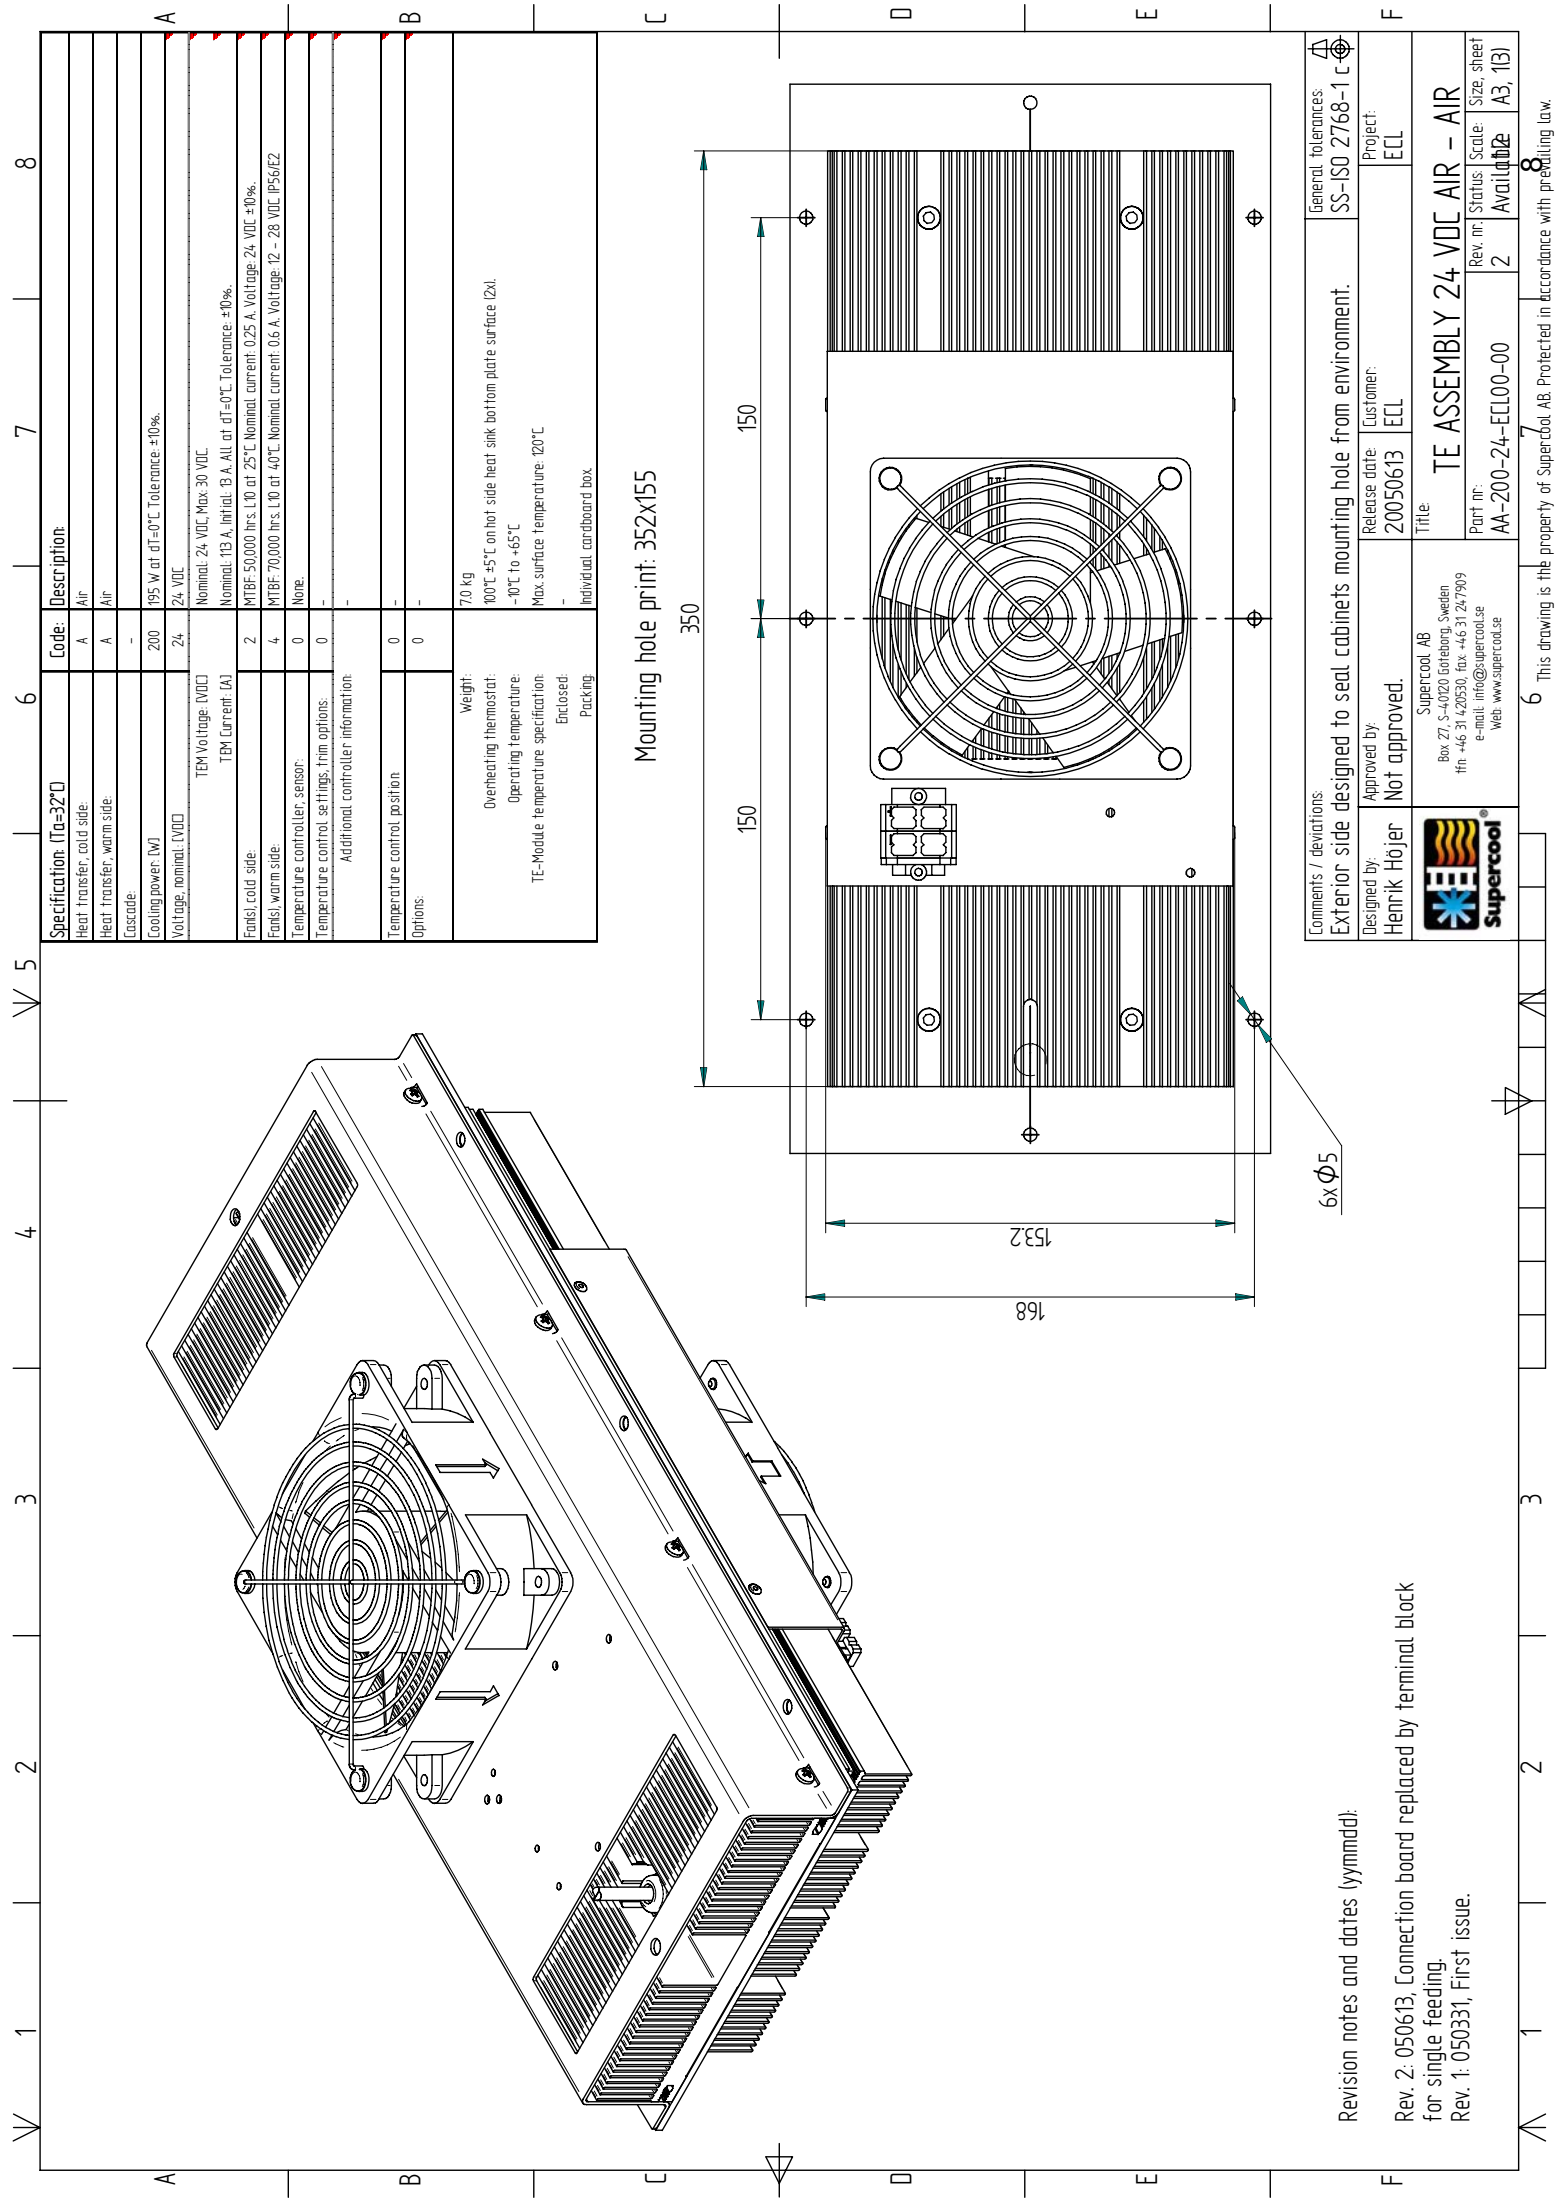 1 2 3 4 5 6 7 8
A
B
C
D
E
F
Specification: (Ta=32°C) Code: Description:
Heat transfer, cold side: A Air
Heat transfer, warm side: A Air
Cascade: -
Cooling power: [W] 200 195 W at dT=0°C Tolerance: ±10%.
Voltage, nominal: [VDC] 24 24 VDC
TEM Voltage: [VDC] Nominal: 24 VDC, Max: 30 VDC.
TEM Current: [A] Nominal: 11.3 A, Initial: 13 A. All at dT=0°C Tolerance: ±10%.
Fan(s), cold side: 2 MTBF: 50,000 hrs. L10 at 25°C Nominal current: 0.25 A. Voltage: 24 VDC ±10%.
Fan(s), warm side: 4 MTBF: 70,000 hrs. L10 at 40°C. Nominal current: 0.6 A. Voltage: 12 - 28 VDC IP56/E2
Temperature controller, sensor: 0 None.
Temperature control settings, trim options: 0 -
Additional controller information: -
Temperature control position 0 -
Options: 0 -
Weight: 7.0 kg
Overheating thermostat: 100°C ±5°C on hot side heat sink bottom plate surface (2x).
Operating temperature: -10°C to +65°C
TE-Module temperature specification: Max. surface temperature: 120°C
Enclosed: -
Packing: Individual cardboard box.
Mounting hole print: 352x155
350
150 150
153.2
168
6x Ø5
Revision notes and dates (yymmdd):
Rev. 2: 050613, Connection board replaced by terminal block
for single feeding.
Rev. 1: 050331, First issue.
Comments / deviations:
Exterior side designed to seal cabinets mounting hole from environment.
General tolerances:
SS-ISO 2768-1 c
Designed by:
Henrik Höjer
Approved by:
Not approved.
Release date:
20050613
Customer:
ECL
Project:
ECL
Supercool
Supercool AB
Box 27, S-40120 Göteborg, Sweden
tfn: +46 31 420530, fax: +46 31 247909
e-mail: info@supercool.se
Web: www.supercool.se
Title:
TE ASSEMBLY 24 VDC AIR - AIR
Part nr:
AA-200-24-ECL00-00
Rev. nr:
2
Status:
Available
Scale:
Size, sheet
A3, 1(3)
1 2 3 6 7 8
A
B
C
D
E
F
This drawing is the property of Supercool AB. Protected in accordance with prevailing law.